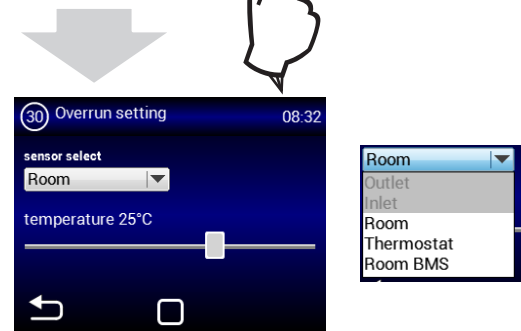 30 Overrun setting 08:32
sensor select
Room
temperature 25°C
Room
Outlet
Inlet
Room
Thermostat
Room BMS